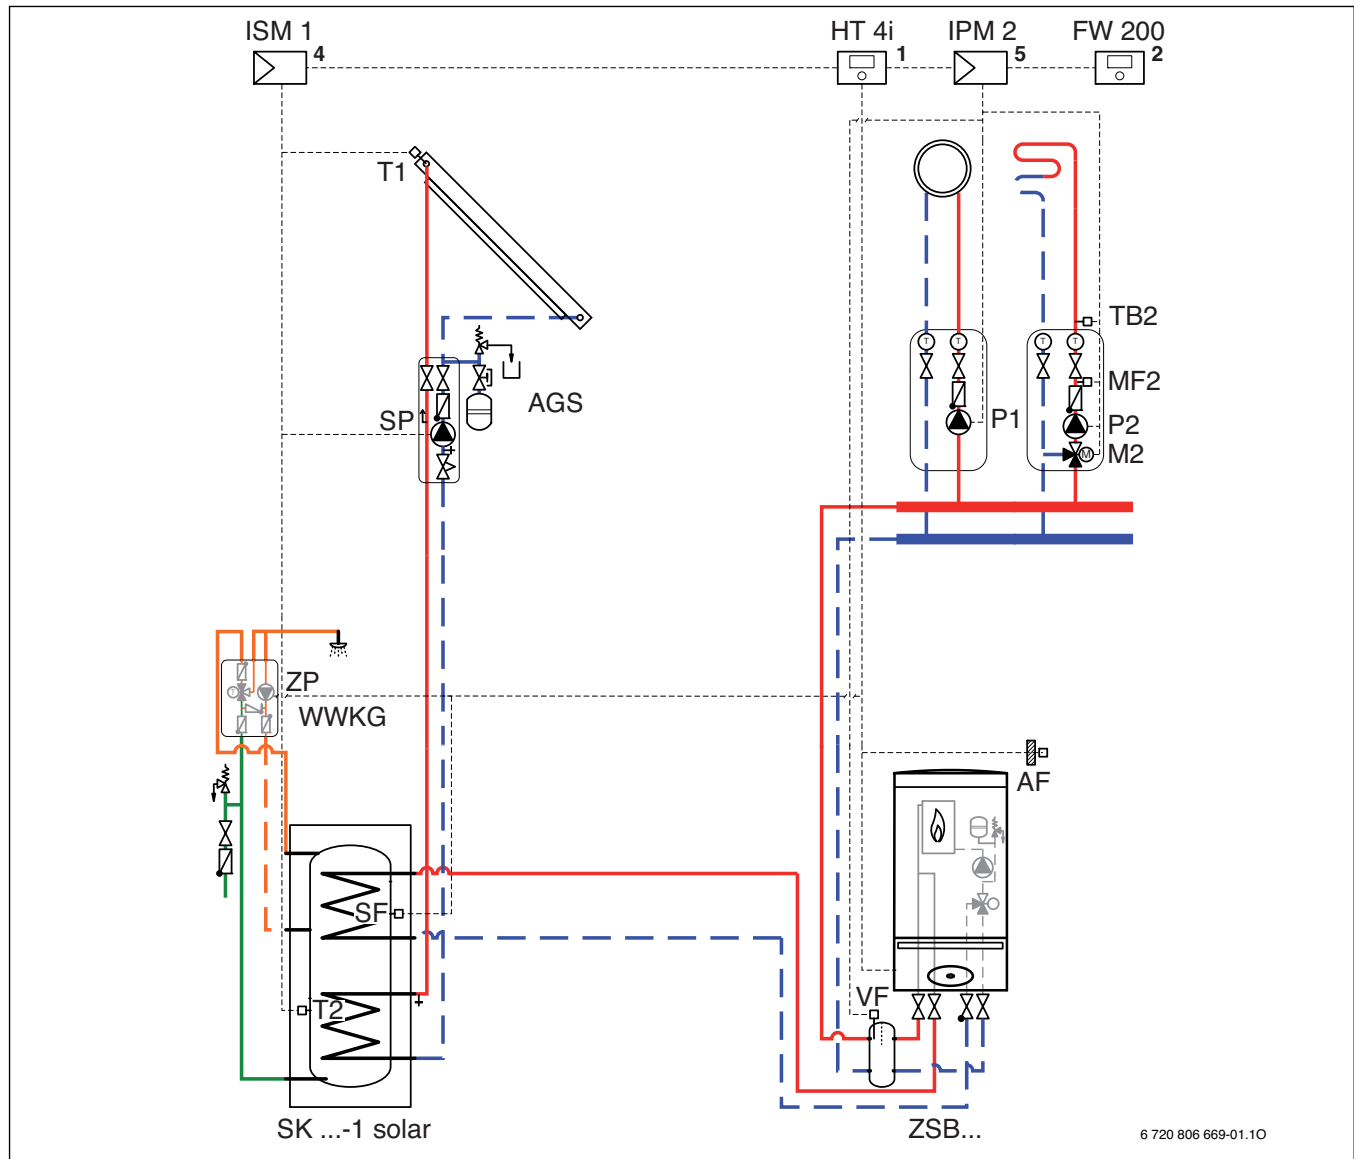 ISM 1
4
HT 4i
1
IPM 2
5
FW 200
2
T1
TB2
T
T
T
T
MF2
AGS
SP
P1
P2
M2
M
ZP
T
WWKG
AF
SF
VF
T2
SK ...-1 solar
ZSB...
6 720 806 669-01.1O